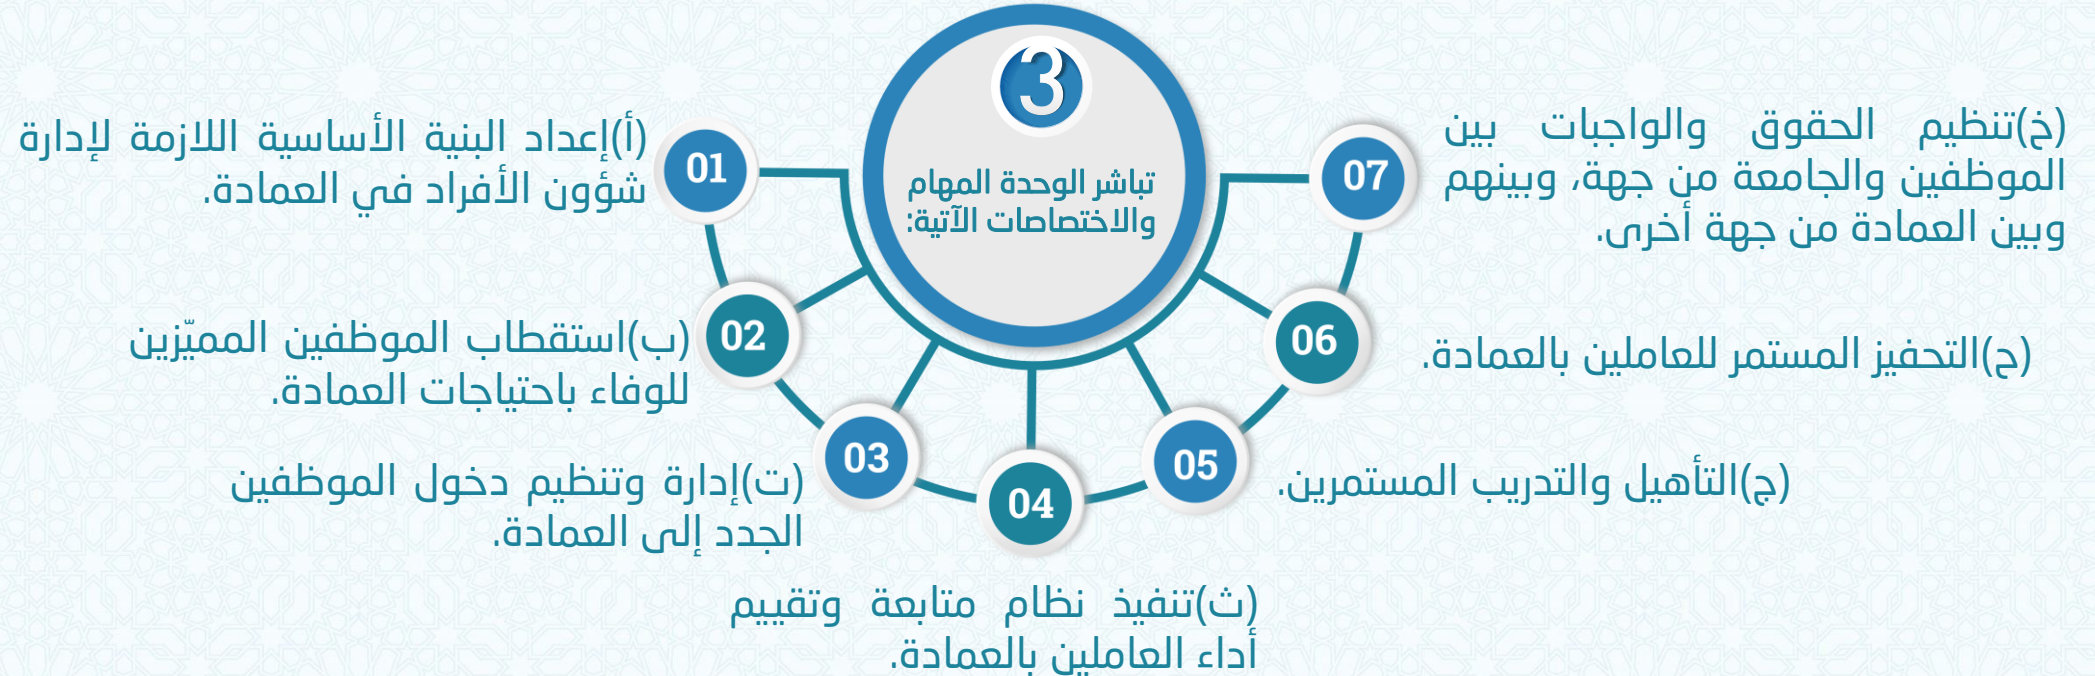 3
تباشر الوحدة المهام
والاختصاصات الآتية:
01
(أ)إعداد البنية الأساسية اللازمة لإدارة
شؤون الأفراد في العمادة.
02
(ب)استقطاب الموظفين المميّزين
للوفاء باحتياجات العمادة.
03
(ت)إدارة وتنظيم دخول الموظفين
الجدد إلى العمادة.
04
(ث)تنفيذ نظام متابعة وتقييم
أداء العاملين بالعمادة.
05
(ج)التأهيل والتدريب المستمرين.
06
(ح)التحفيز المستمر للعاملين بالعمادة.
07
(خ)تنظيم الحقوق والواجبات بين
الموظفين والجامعة من جهة، وبينهم
وبين العمادة من جهة أخرى.